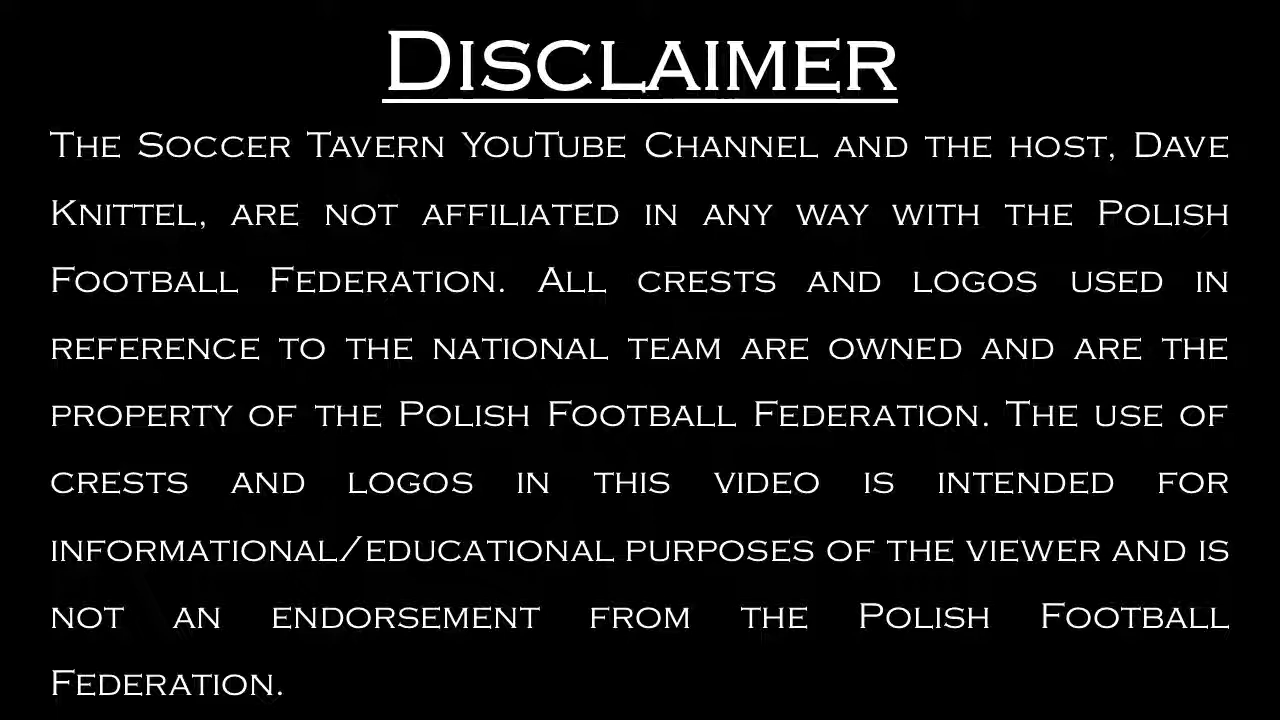 Disclaimer
The Soccer Tavern YouTube Channel and the host, Dave
Knittel, are not affiliated in any way with the Polish
Football Federation. All crests and logos used in
reference to the national team are owned and are the
property of the Polish Football Federation. The use of
crests and logos in this video is intended for
informational/educational purposes of the viewer and is
not an endorsement from the Polish Football
Federation.